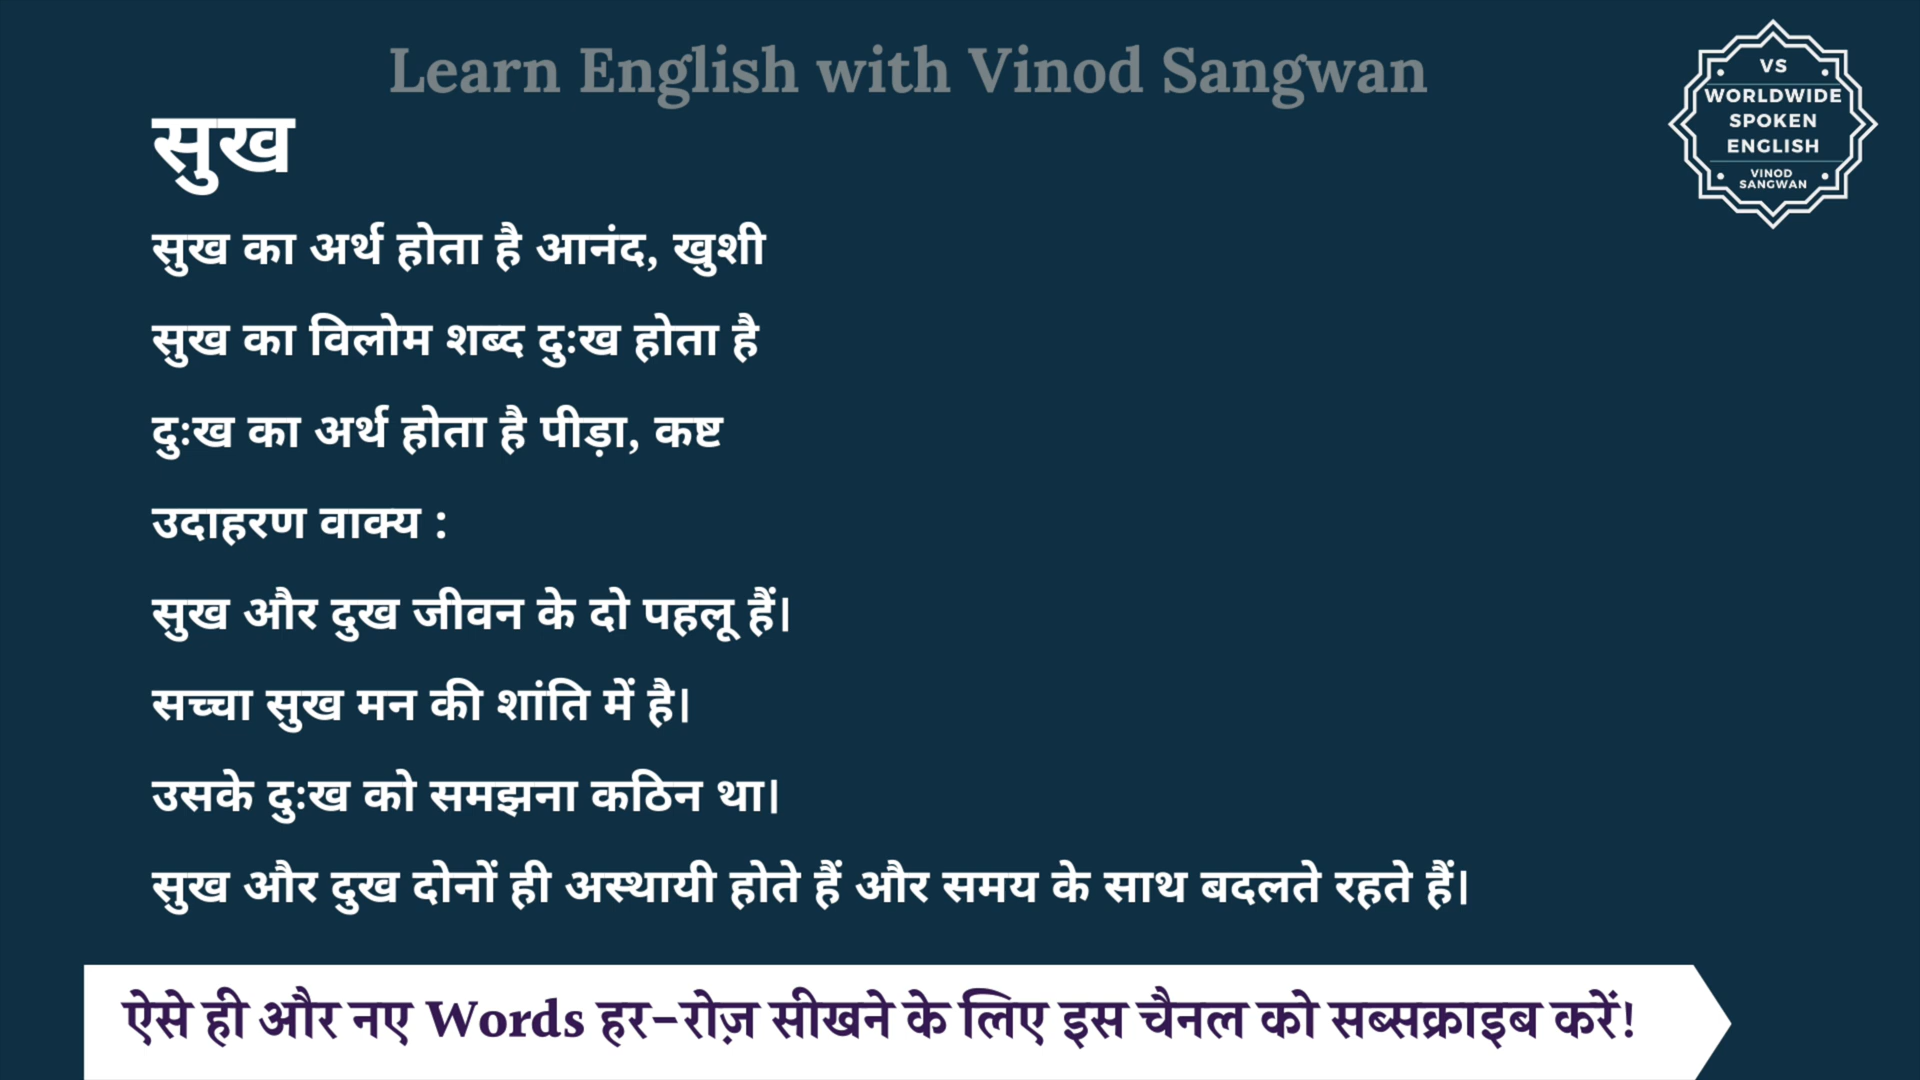 Learn English with Vinod Sangwan
VS
WORLDWIDE
SPOKEN
ENGLISH
VINOD
SANGWAN
सुख
सुख का अर्थ होता है आनंद, खुशी
सुख का विलोम शब्द दुःख होता है
दुःख का अर्थ होता है पीड़ा, कष्ट
उदाहरण वाक्य :
सुख और दुख जीवन के दो पहलू हैं।
सच्चा सुख मन की शांति में है।
उसके दुःख को समझना कठिन था।
सुख और दुख दोनों ही अस्थायी होते हैं और समय के साथ बदलते रहते हैं।
ऐसे ही और नए Words हर-रोज़ सीखने के लिए इस चैनल को सब्सक्राइब करें!